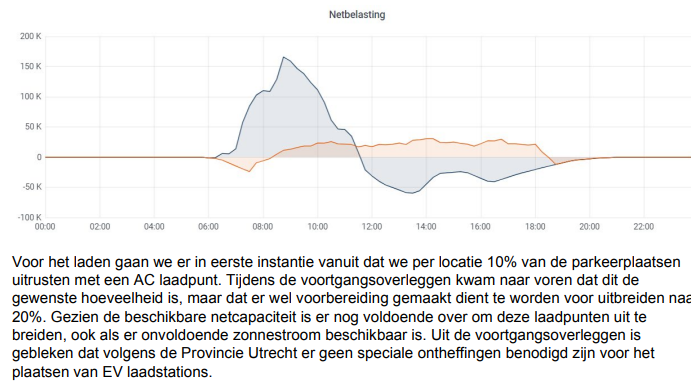 Netbelasting
200 K
150 K
100 K
50 K
0
-50 K
-100 K
00:00 02:00 04:00 06:00 08:00 10:00 12:00 14:00 16:00 18:00 20:00 22:00
Voor het laden gaan we er in eerste instantie vanuit dat we per locatie 10% van de parkeerplaatsen
uitrusten met een AC laadpunt. Tijdens de voortgangsoverleggen kwam naar voren dat dit de
gewenste hoeveelheid is, maar dat er wel voorbereiding gemaakt dient te worden voor uitbreiden naa
20%. Gezien de beschikbare netcapaciteit is er nog voldoende over om deze laadpunten uit te
breiden, ook als er onvoldoende zonnestroom beschikbaar is. Uit de voortgangsoverleggen is
gebleken dat volgens de Provincie Utrecht er geen speciale ontheffingen benodigd zijn voor het
plaatsen van EV laadstations.